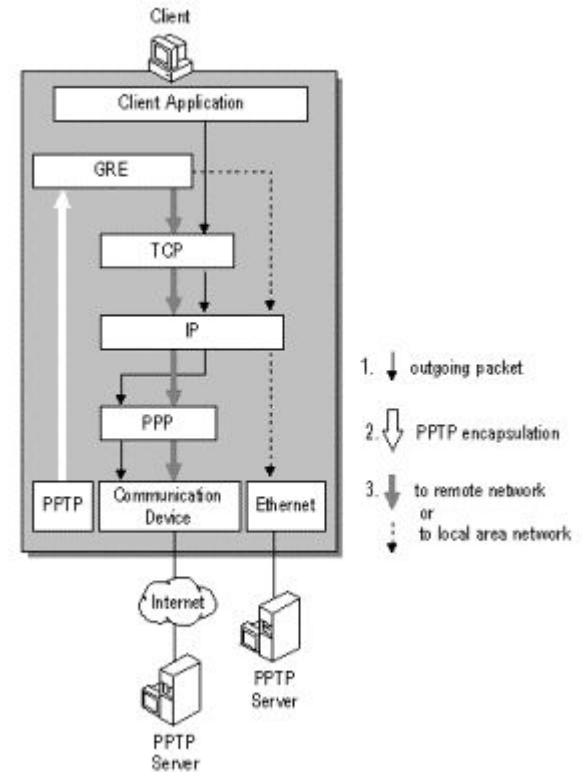 Client
Client Application
GRE
TCP
IP
1. outgoing packet
2. PPTP encapsulation
PPP
3. to remote network
or
to local area network
PPTP
Communication
Device
Ethernet
Internet
PPTP
Server
PPTP
Server